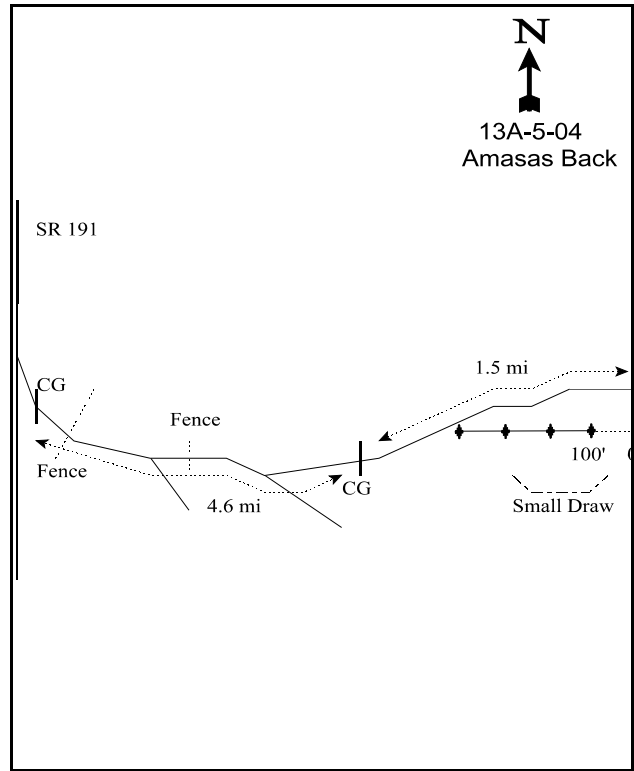 N
13A-5-04
Amasas Back
SR 191
1.5 mi
CG
Fence
Fence
100'
CG
4.6 mi
Small Draw